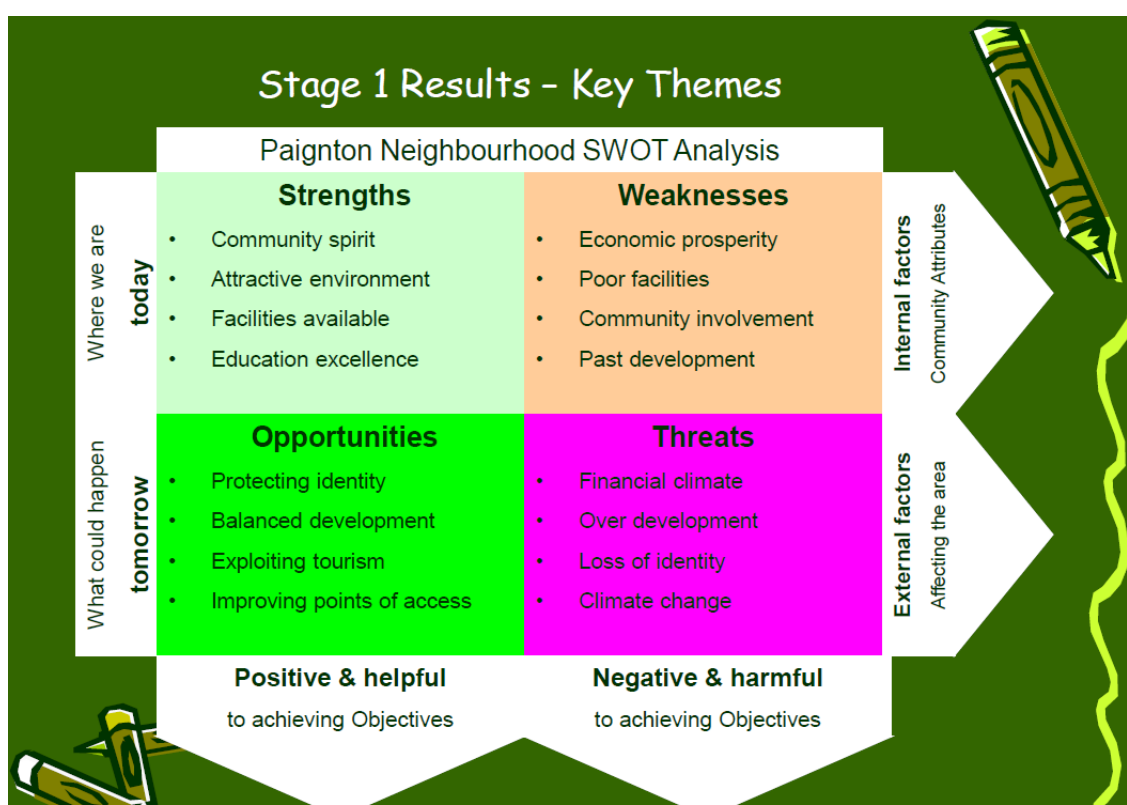 Stage 1 Results – Key Themes
Paignton Neighbourhood SWOT Analysis
Where we are
today
Strengths
• Community spirit
• Attractive environment
• Facilities available
• Education excellence
Weaknesses
• Economic prosperity
• Poor facilities
• Community involvement
• Past development
Internal factors
Community Attributes
What could happen
tomorrow
Opportunities
• Protecting identity
• Balanced development
• Exploiting tourism
• Improving points of access
Threats
• Financial climate
• Over development
• Loss of identity
• Climate change
External factors
Affecting the area
Positive & helpful
to achieving Objectives
Negative & harmful
to achieving Objectives